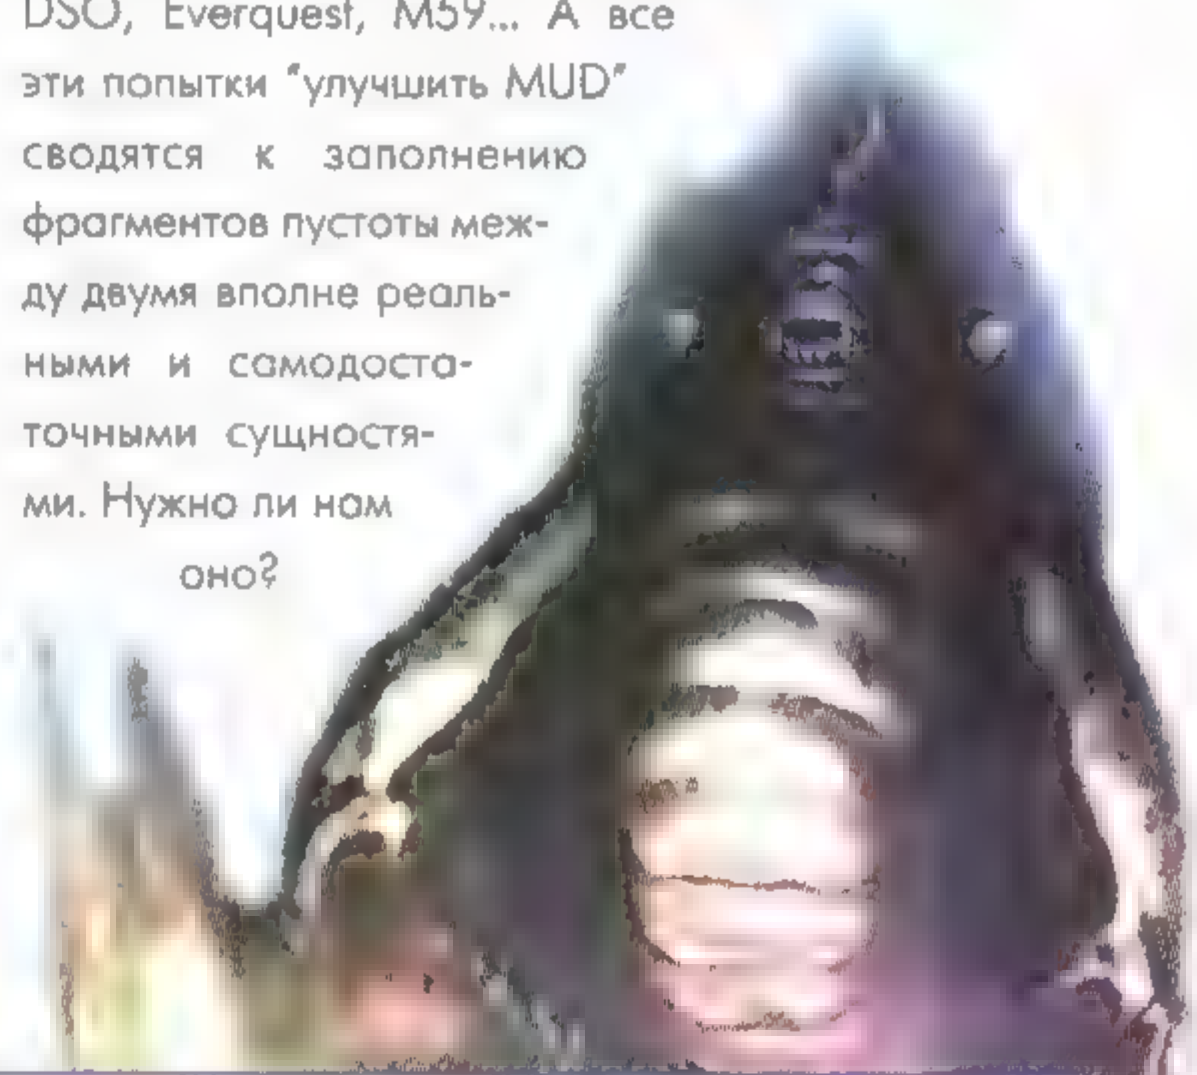 DSO, Everquest, M59... А все
эти попытки "улучшить MUD"
сводятся к заполнению
фрагментов пустоты меж-
ду двумя вполне реаль-
ными и самодоста-
точными сущностя-
ми. Нужно ли нам
оно?